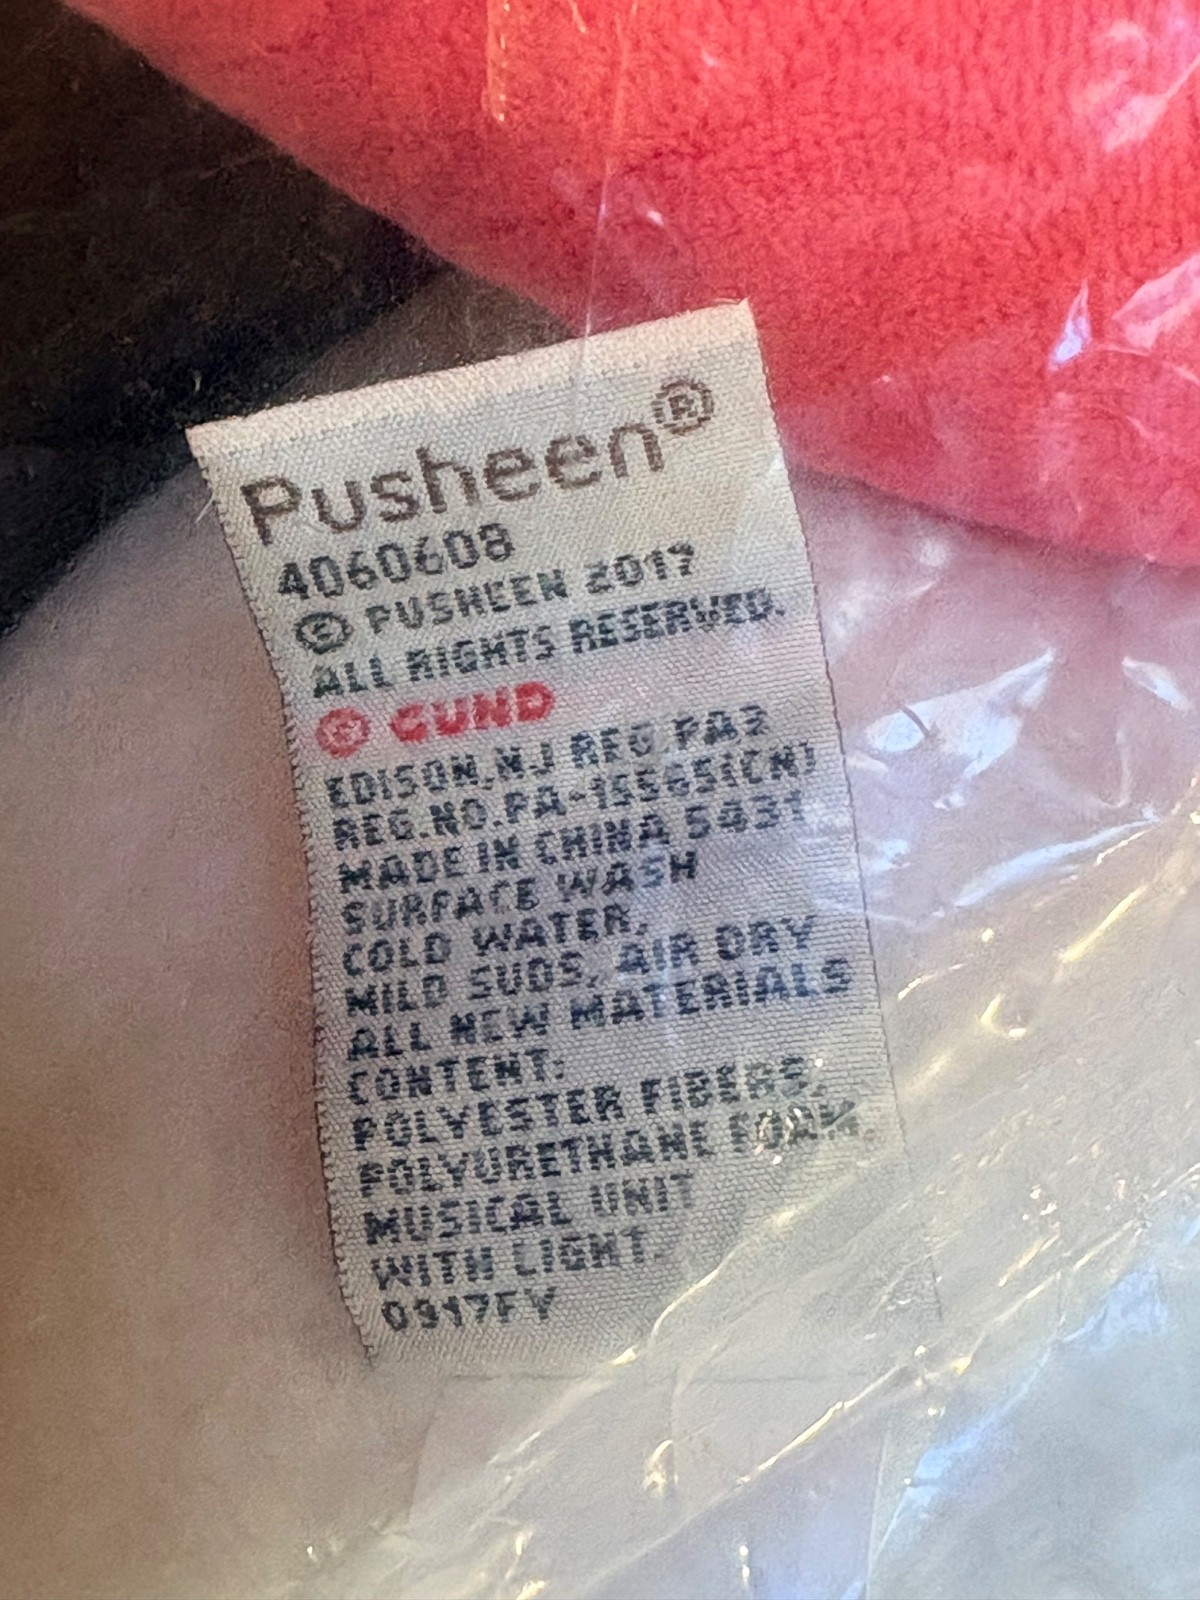 Pusheen®
4060608
© PUSHEEN 2017
ALL RIGHTS RESERVED.
® GUND
EDISON, NJ REG. PA2
REG.NO.PA-15565(CN)
MADE IN CHINA 5431
SURFACE WASH
COLD WATER,
MILD SUDS, AIR DRY
ALL NEW MATERIALS
CONTENT:
POLYESTER FIBERS,
POLYURETHANE FOAM,
MUSICAL UNIT
WITH LIGHT.
0917FY